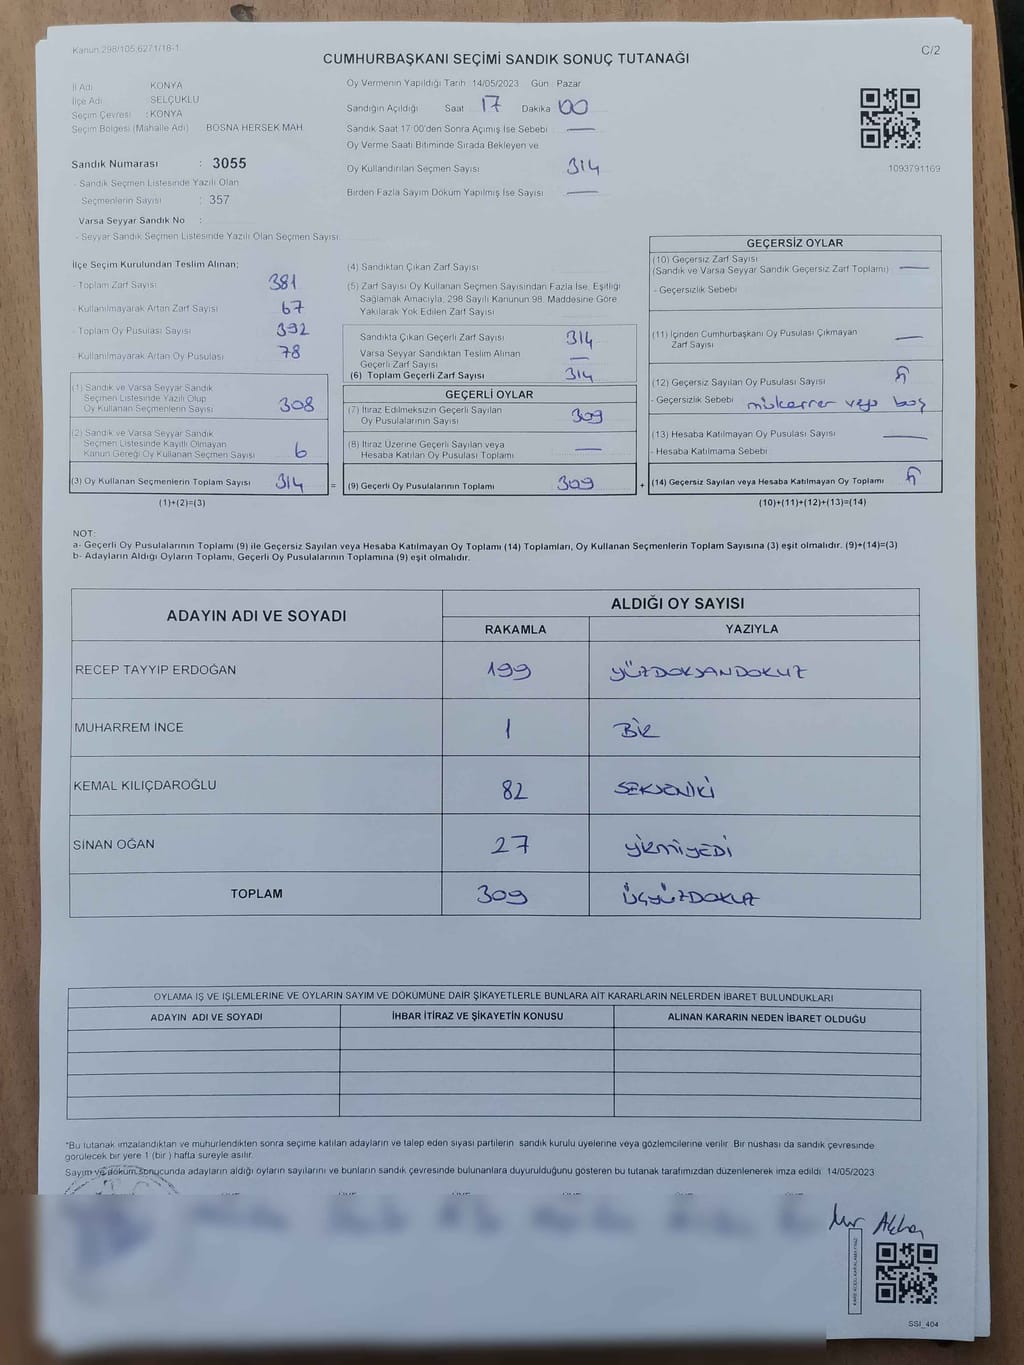 Kanun:298/105,6271/18-1
C/2
CUMHURBAŞKANI SEÇİMİ SANDIK SONUÇ TUTANAĞI
İl Adı KONYA
İlçe Adı SELÇUKLU
Seçim Çevresi : KONYA
Seçim Bölgesi (Mahalle Adı) BOSNA HERSEK MAH.
Sandık Numarası : 3055
- Sandık Seçmen Listesinde Yazılı Olan
Seçmenlerin Sayısı : 357
Varsa Seyyar Sandık No :
- Seyyar Sandık Seçmen Listesinde Yazılı Olan Seçmen Sayısı:
Oy Vermenin Yapıldığı Tarih 14/05/2023 Gün Pazar
Sandığın Açıldığı Saat 17 Dakika 00
Sandık Saat 17:00'den Sonra Açımış İse Sebebi —
Oy Verme Saati Bitiminde Sırada Bekleyen ve
Oy Kullandırılan Seçmen Sayısı 314
Birden Fazla Sayım Döküm Yapılmış İse Sayısı —
1093791169
İlçe Seçim Kurulundan Teslim Alınan;
- Toplam Zarf Sayısı 381
- Kullanılmayarak Artan Zarf Sayısı 67
- Toplam Oy Pusulası Sayısı 392
- Kullanılmayarak Artan Oy Pusulası 78
(1) Sandık ve Varsa Seyyar Sandık
Seçmen Listesinde Yazılı Olup
Oy Kullanan Seçmenlerin Sayısı 308
(2) Sandık ve Varsa Seyyar Sandık
Seçmen Listesinde Kayıtlı Olmayan
Kanun Gereği Oy Kullanan Seçmen Sayısı 6
(3) Oy Kullanan Seçmenlerin Toplam Sayısı 314
(1)+(2)=(3)
(4) Sandıktan Çıkan Zarf Sayısı
(5) Zarf Sayısı Oy Kullanan Seçmen Sayısından Fazla İse, Eşitliği
Sağlamak Amacıyla, 298 Sayılı Kanunun 98. Maddesine Göre
Yakılarak Yok Edilen Zarf Sayısı
Sandıkta Çıkan Geçerli Zarf Sayısı 314
Varsa Seyyar Sandıktan Teslim Alınan
Geçerli Zarf Sayısı —
(6) Toplam Geçerli Zarf Sayısı 314
GEÇERLİ OYLAR
(7) İtiraz Edilmeksizin Geçerli Sayılan
Oy Pusulalarının Sayısı 309
(8) İtiraz Üzerine Geçerli Sayılan veya
Hesaba Katılan Oy Pusulası Toplamı —
= (9) Geçerli Oy Pusulalarının Toplamı 309 +
GEÇERSİZ OYLAR
(10) Geçersiz Zarf Sayısı
(Sandık ve Varsa Seyyar Sandık Geçersiz Zarf Toplamı) —
- Geçersizlik Sebebi
(11) İçinden Cumhurbaşkanı Oy Pusulası Çıkmayan
Zarf Sayısı —
(12) Geçersiz Sayılan Oy Pusulası Sayısı 5
- Geçersizlik Sebebi mükerrer veya boş
(13) Hesaba Katılmayan Oy Pusulası Sayısı —
- Hesaba Katılmama Sebebi
(14) Geçersiz Sayılan veya Hesaba Katılmayan Oy Toplamı 5
(10)+(11)+(12)+(13)=(14)
NOT:
a- Geçerli Oy Pusulalarının Toplamı (9) ile Geçersiz Sayılan veya Hesaba Katılmayan Oy Toplamı (14) Toplamları, Oy Kullanan Seçmenlerin Toplam Sayısına (3) eşit olmalıdır. (9)+(14)=(3)
b- Adayların Aldığı Oyların Toplamı, Geçerli Oy Pusulalarının Toplamına (9) eşit olmalıdır.
ADAYIN ADI VE SOYADI ALDIĞI OY SAYISI
RAKAMLA YAZIYLA
RECEP TAYYIP ERDOĞAN 199 YÜZDOKSANDOKUZ
MUHARREM İNCE 1 BİR
KEMAL KILIÇDAROĞLU 82 SEKSENİKİ
SİNAN OĞAN 27 YİRMİYEDİ
TOPLAM 309 ÜÇYÜZDOKUZ
OYLAMA İŞ VE İŞLEMLERİNE VE OYLARIN SAYIM VE DÖKÜMÜNE DAİR ŞİKAYETLERLE BUNLARA AİT KARARLARIN NELERDEN İBARET BULUNDUKLARI
ADAYIN ADI VE SOYADI İHBAR İTİRAZ VE ŞİKAYETİN KONUSU ALINAN KARARIN NEDEN İBARET OLDUĞU
*Bu tutanak imzalandıktan ve mühürlendikten sonra seçime katılan adayların ve talep eden siyasi partilerin sandık kurulu üyelerine veya gözlemcilerine verilir. Bir nüshası da sandık çevresinde
görülecek bir yere 1 (bir) hafta süreyle asılır.
Sayım ve döküm sonucunda adayların aldığı oyların sayılarını ve bunların sandık çevresinde bulunanlara duyurulduğunu gösteren bu tutanak tarafımızdan düzenlenerek imza edildi. 14/05/2023
SSI_404